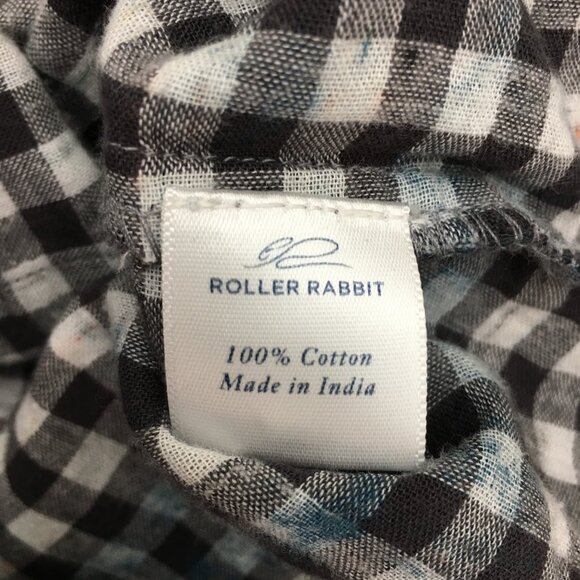 ROLLER RABBIT
100% Cotton
Made in India